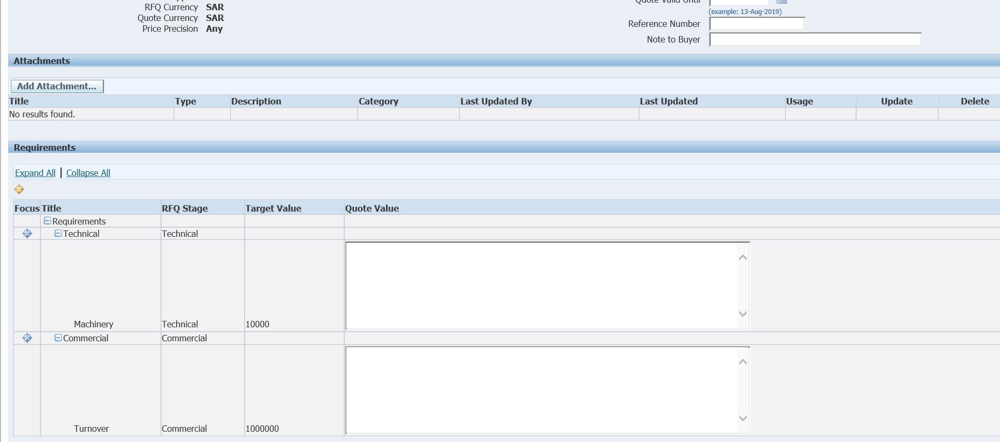 RFQ Currency SAR
Quote Currency SAR
Price Precision Any
Quote Valid Until
(example: 13-Aug-2019)
Reference Number
Note to Buyer
Attachments
Add Attachment...
Title Type Description Category Last Updated By Last Updated Usage Update Delete
No results found.
Requirements
Expand All | Collapse All
Focus Title RFQ Stage Target Value Quote Value
Requirements
Technical Technical
Machinery Technical 10000
Commercial Commercial
Turnover Commercial 1000000